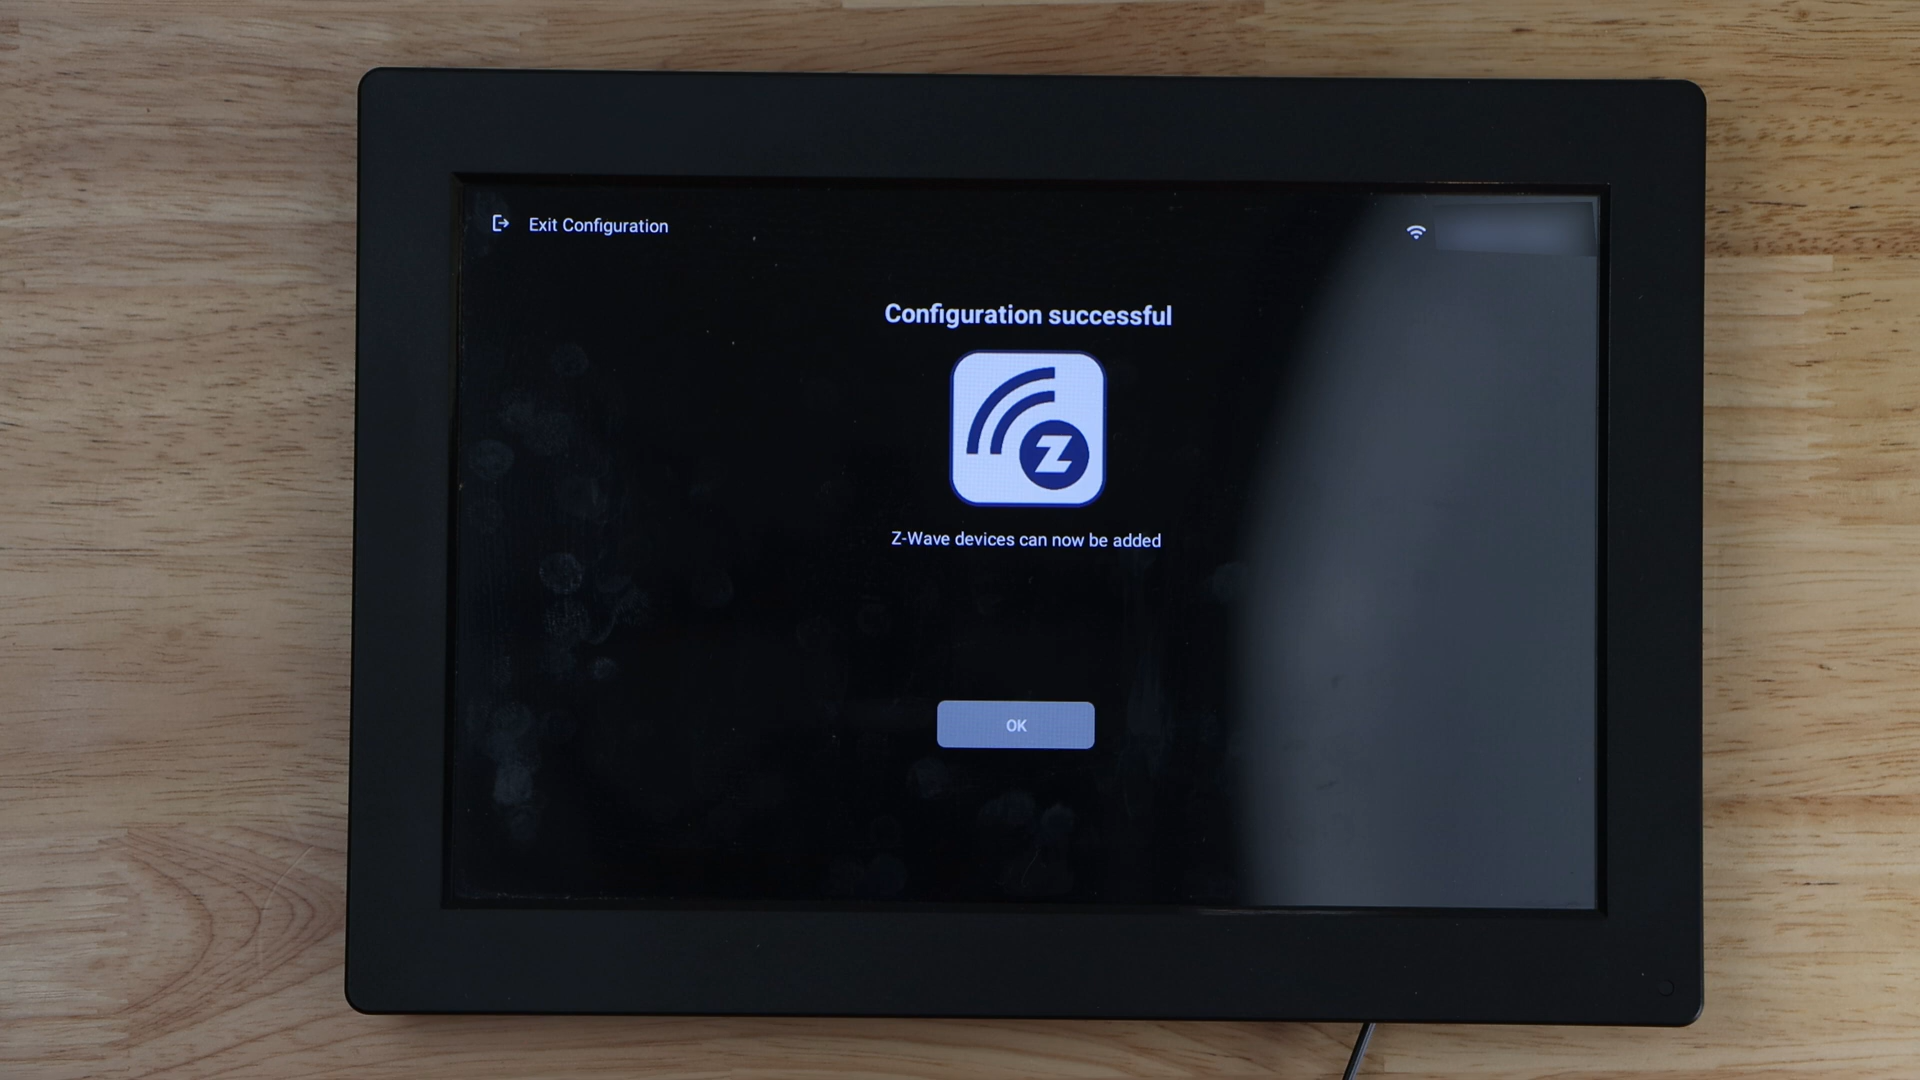 Exit Configuration
Configuration successful
Z
Z-Wave devices can now be added
OK